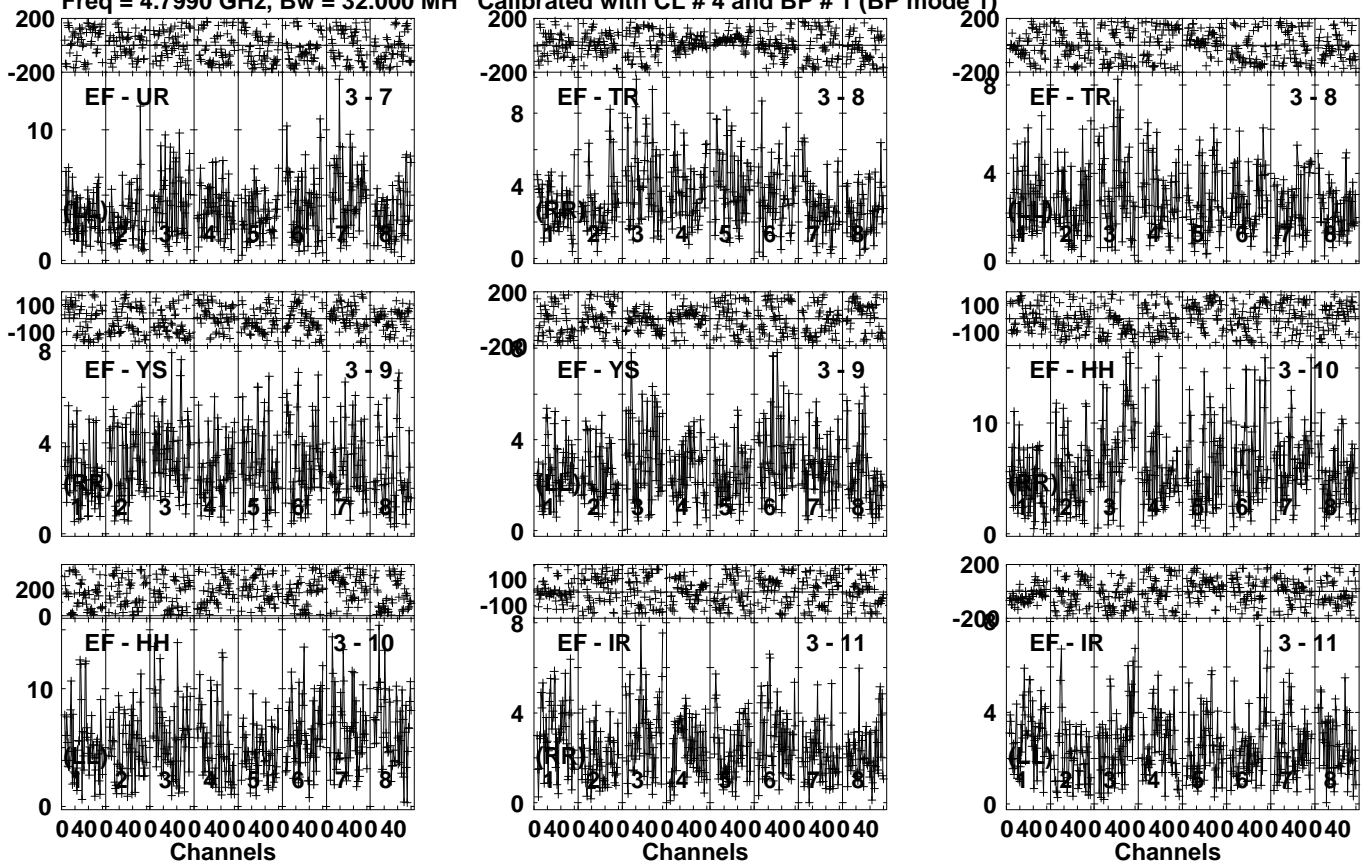 Freq = 4.7990 GHz, Bw = 32.000 MH Calibrated with CL # 4 and BP # 1 (BP mode 1)
200
-200
EF - UR 3 - 7
10
(LL)
1 2 3 4 5 6 7 8
0
200
-200
EF - TR 3 - 8
8
4
(RR)
1 2 3 4 5 6 7 8
0
200
-200
8
EF - TR 3 - 8
4
(LL)
1 2 3 4 5 6 7 8
0
100
-100
8
EF - YS 3 - 9
4
(RR)
1 2 3 4 5 6 7 8
0
200
-200
8
EF - YS 3 - 9
4
(LL)
1 2 3 4 5 6 7 8
0
100
-100
EF - HH 3 - 10
10
(RR)
1 2 3 4 5 6 7 8
0
200
0
EF - HH 3 - 10
10
(LL)
1 2 3 4 5 6 7 8
0
0 40 0 40 0 40 0 40 0 40 0 40 0 40 0 40
Channels
100
-100
8
EF - IR 3 - 11
4
(RR)
1 2 3 4 5 6 7 8
0
0 40 0 40 0 40 0 40 0 40 0 40 0 40 0 40
Channels
200
-200
8
EF - IR 3 - 11
4
(LL)
1 2 3 4 5 6 7 8
0
0 40 0 40 0 40 0 40 0 40 0 40 0 40 0 40
Channels